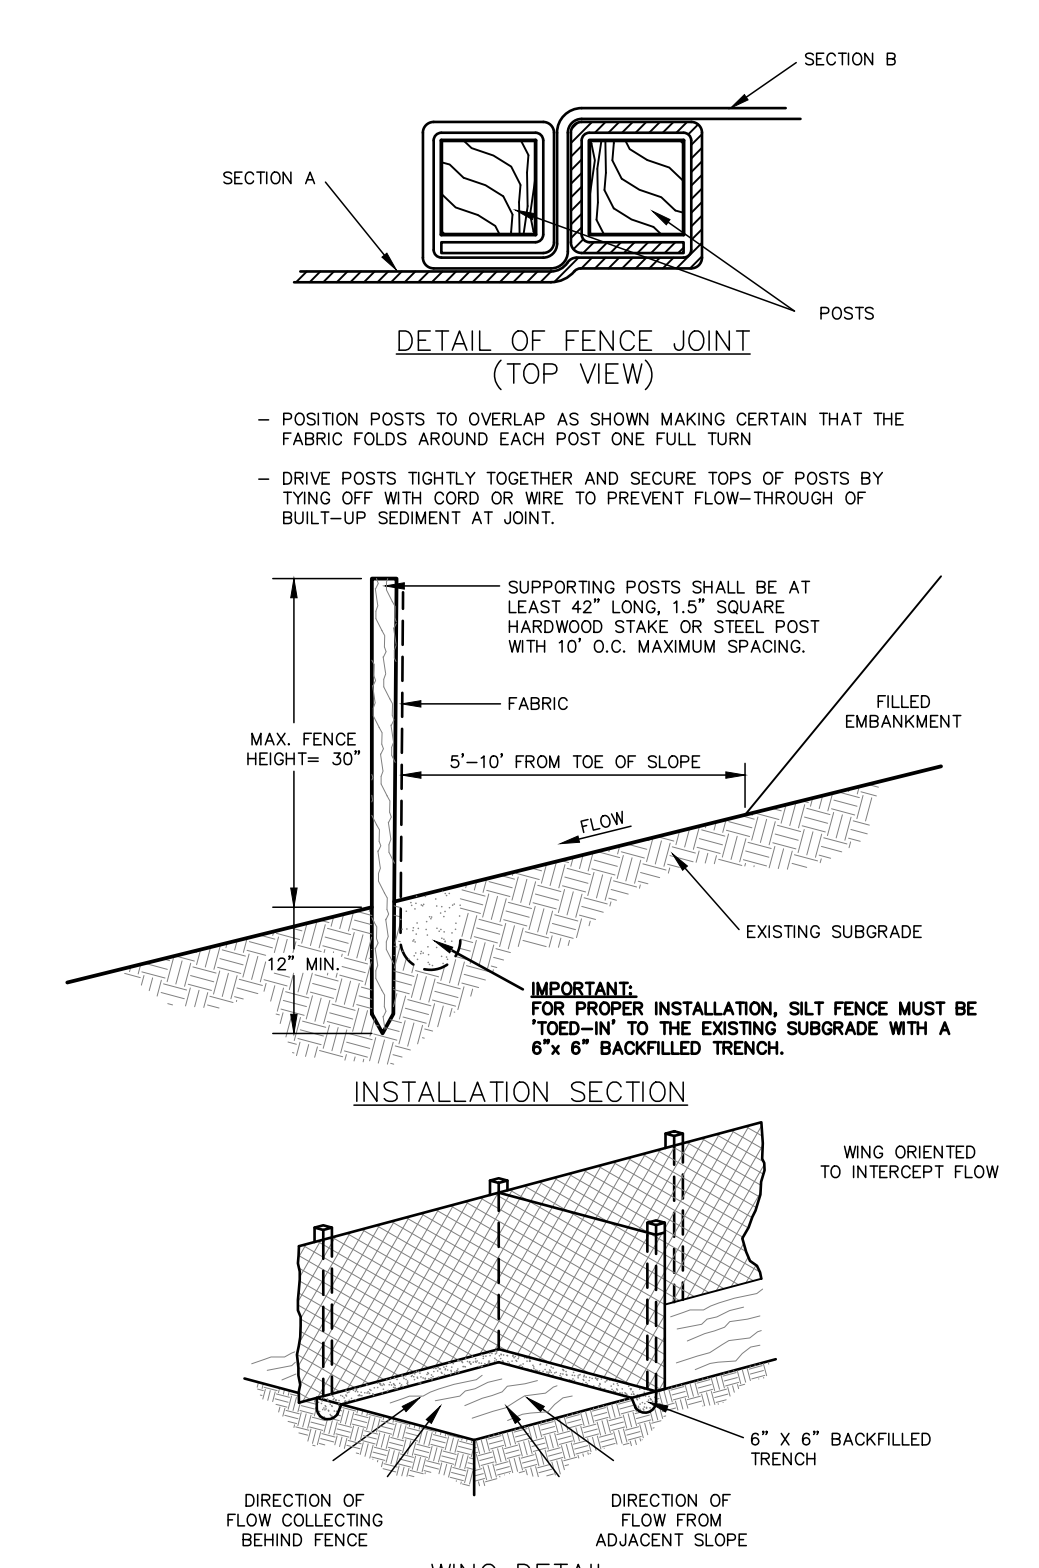 SECTION B
SECTION A
POSTS
DETAIL OF FENCE JOINT
(TOP VIEW)
– POSITION POSTS TO OVERLAP AS SHOWN MAKING CERTAIN THAT THE
FABRIC FOLDS AROUND EACH POST ONE FULL TURN
– DRIVE POSTS TIGHTLY TOGETHER AND SECURE TOPS OF POSTS BY
TYING OFF WITH CORD OR WIRE TO PREVENT FLOW–THROUGH OF
BUILT–UP SEDIMENT AT JOINT.
SUPPORTING POSTS SHALL BE AT
LEAST 42" LONG, 1.5" SQUARE
HARDWOOD STAKE OR STEEL POST
WITH 10' O.C. MAXIMUM SPACING.
FABRIC
FILLED
EMBANKMENT
MAX. FENCE
HEIGHT= 30"
5'–10' FROM TOE OF SLOPE
FLOW
EXISTING SUBGRADE
12" MIN.
IMPORTANT:
FOR PROPER INSTALLATION, SILT FENCE MUST BE
'TOED–IN' TO THE EXISTING SUBGRADE WITH A
6"x 6" BACKFILLED TRENCH.
INSTALLATION SECTION
WING ORIENTED
TO INTERCEPT FLOW
6" X 6" BACKFILLED
TRENCH
DIRECTION OF
FLOW COLLECTING
BEHIND FENCE
DIRECTION OF
FLOW FROM
ADJACENT SLOPE
WING DETAIL